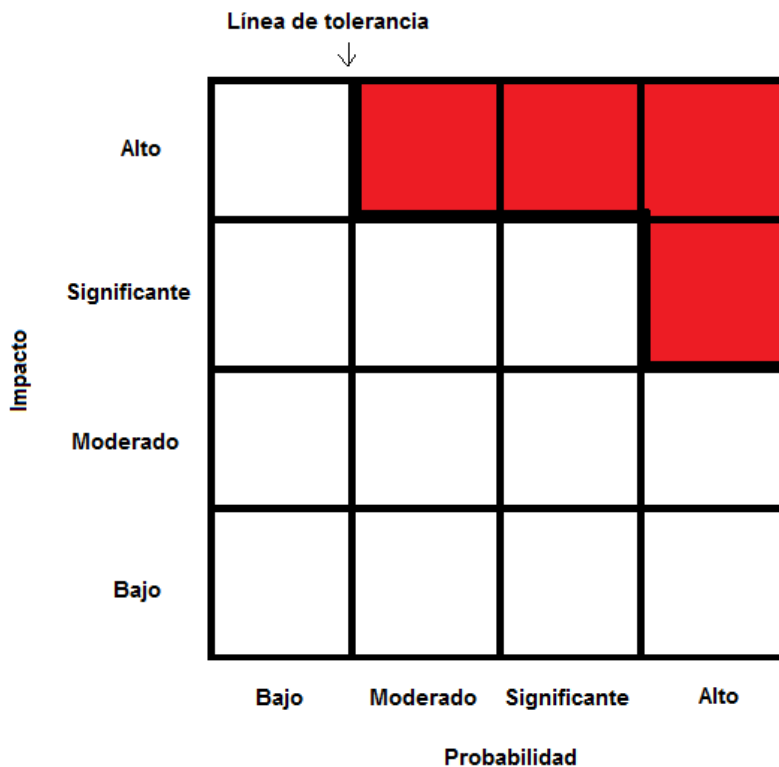 Línea de tolerancia
Alto
Significante
Impacto
Moderado
Bajo
Bajo
Moderado
Significante
Alto
Probabilidad